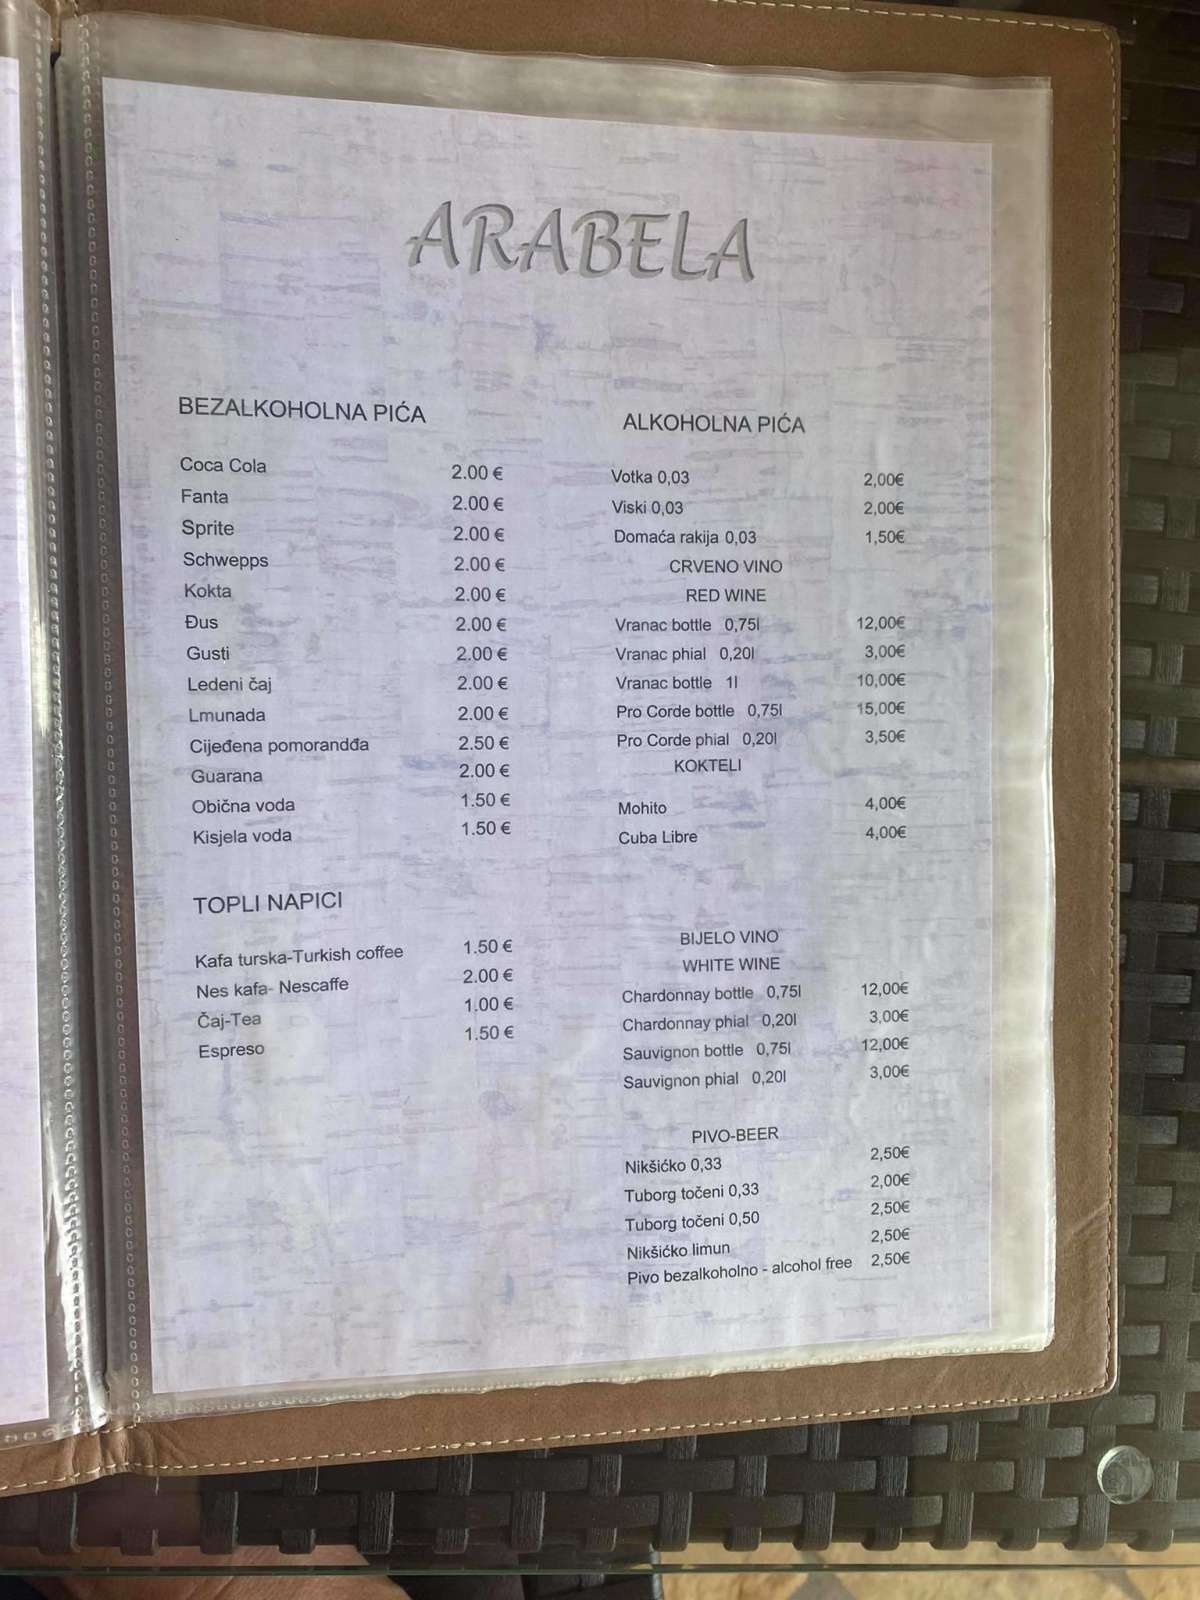 ARABELA
BEZALKOHOLNA PIĆA
Coca Cola 2.00 €
Fanta 2.00 €
Sprite 2.00 €
Schwepps 2.00 €
Kokta 2.00 €
Đus 2.00 €
Gusti 2.00 €
Ledeni čaj 2.00 €
Lmunada 2.00 €
Cijeđena pomorandđa 2.50 €
Guarana 2.00 €
Obična voda 1.50 €
Kisjela voda 1.50 €
TOPLI NAPICI
Kafa turska-Turkish coffee 1.50 €
Nes kafa- Nescaffe 2.00 €
Čaj-Tea 1.00 €
Espreso 1.50 €
ALKOHOLNA PIĆA
Votka 0,03 2,00€
Viski 0,03 2,00€
Domaća rakija 0,03 1,50€
CRVENO VINO
RED WINE
Vranac bottle 0,75l 12,00€
Vranac phial 0,20l 3,00€
Vranac bottle 1l 10,00€
Pro Corde bottle 0,75l 15,00€
Pro Corde phial 0,20l 3,50€
KOKTELI
Mohito 4,00€
Cuba Libre 4,00€
BIJELO VINO
WHITE WINE
Chardonnay bottle 0,75l 12,00€
Chardonnay phial 0,20l 3,00€
Sauvignon bottle 0,75l 12,00€
Sauvignon phial 0,20l 3,00€
PIVO-BEER
Nikšićko 0,33 2,50€
Tuborg točeni 0,33 2,00€
Tuborg točeni 0,50 2,50€
Nikšićko limun 2,50€
Pivo bezalkoholno - alcohol free 2,50€